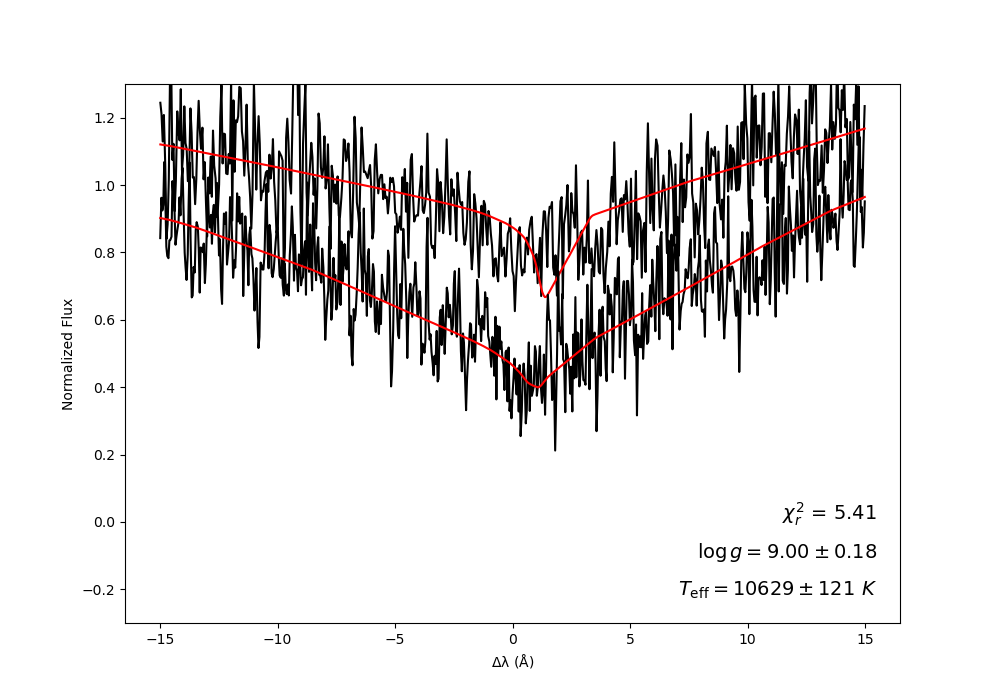 1.2
1.0
0.8
0.6
0.4
0.2
0.0
−0.2
Normalized Flux
χ²ᵣ = 5.41
log g = 9.00 ± 0.18
T_eff = 10629 ± 121 K
−15 −10 −5 0 5 10 15
Δλ (Å)